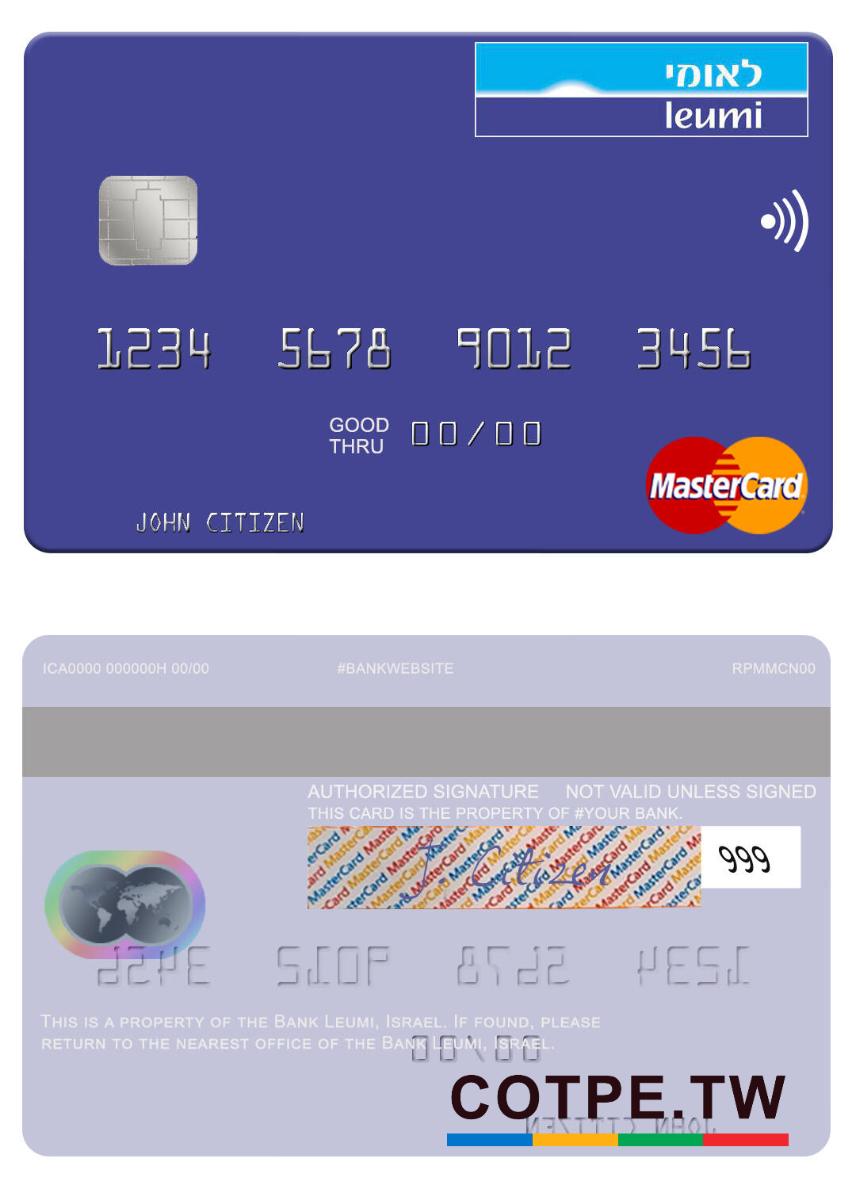 לאומי
leumi
1234 5678 9012 3456
GOOD THRU 00/00
MasterCard
JOHN CITIZEN
ICA0000 000000H 00/00 #BANKWEBSITE RPMMCN00
AUTHORIZED SIGNATURE NOT VALID UNLESS SIGNED
THIS CARD IS THE PROPERTY OF #YOUR BANK.
J Citizen
999
THIS IS A PROPERTY OF THE BANK LEUMI, ISRAEL. IF FOUND, PLEASE
RETURN TO THE NEAREST OFFICE OF THE BANK LEUMI, ISRAEL.
COTPE.TW